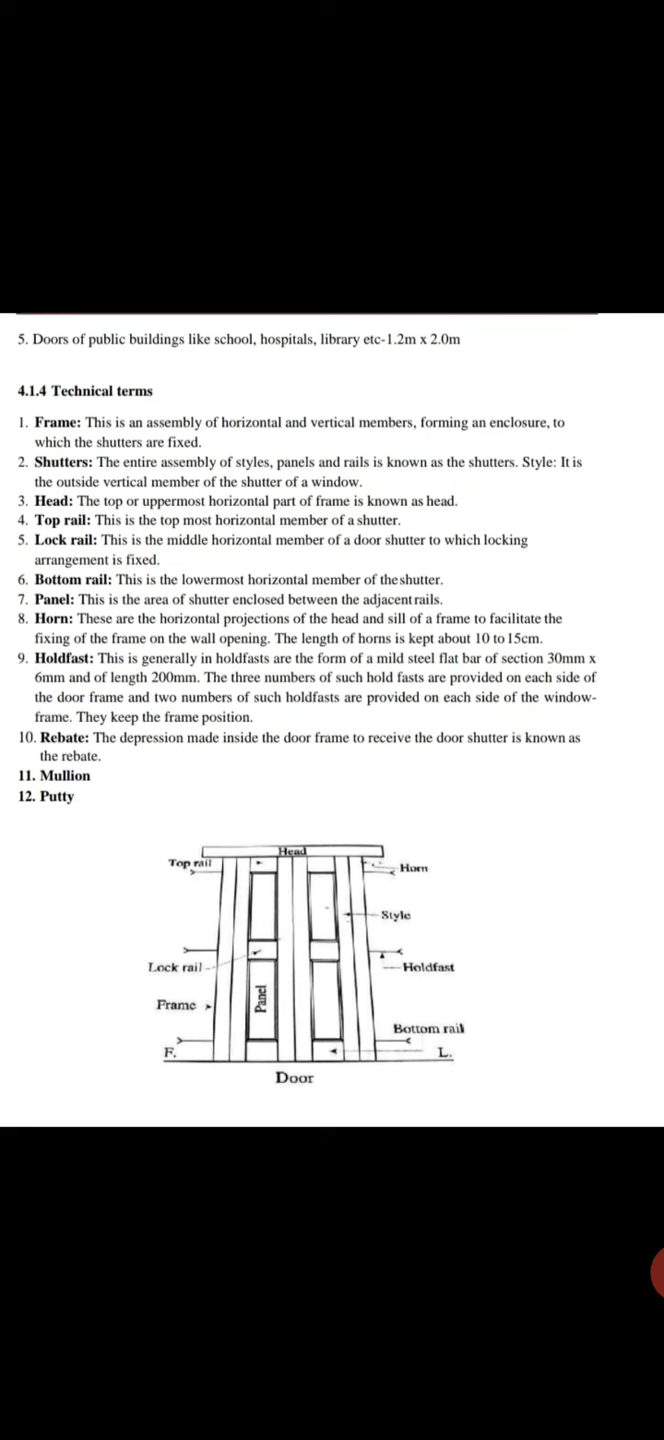 5. Doors of public buildings like school, hospitals, library etc-1.2m x 2.0m
4.1.4 Technical terms
1. Frame: This is an assembly of horizontal and vertical members, forming an enclosure, to
which the shutters are fixed.
2. Shutters: The entire assembly of styles, panels and rails is known as the shutters. Style: It is
the outside vertical member of the shutter of a window.
3. Head: The top or uppermost horizontal part of frame is known as head.
4. Top rail: This is the top most horizontal member of a shutter.
5. Lock rail: This is the middle horizontal member of a door shutter to which locking
arrangement is fixed.
6. Bottom rail: This is the lowermost horizontal member of the shutter.
7. Panel: This is the area of shutter enclosed between the adjacent rails.
8. Horn: These are the horizontal projections of the head and sill of a frame to facilitate the
fixing of the frame on the wall opening. The length of horns is kept about 10 to 15cm.
9. Holdfast: This is generally in holdfasts are the form of a mild steel flat bar of section 30mm x
6mm and of length 200mm. The three numbers of such hold fasts are provided on each side of
the door frame and two numbers of such holdfasts are provided on each side of the window-
frame. They keep the frame position.
10. Rebate: The depression made inside the door frame to receive the door shutter is known as
the rebate.
11. Mullion
12. Putty
Head
Top rail
Horn
Style
Lock rail
Holdfast
Panel
Frame
Bottom rail
F.
L.
Door